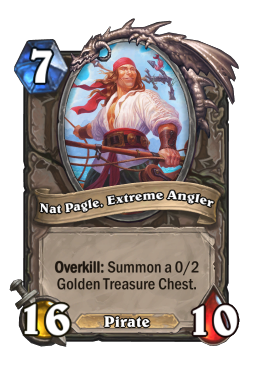 7
Nat Pagle, Extreme Angler
Overkill: Summon a 0/2
Golden Treasure Chest.
16
Pirate
10